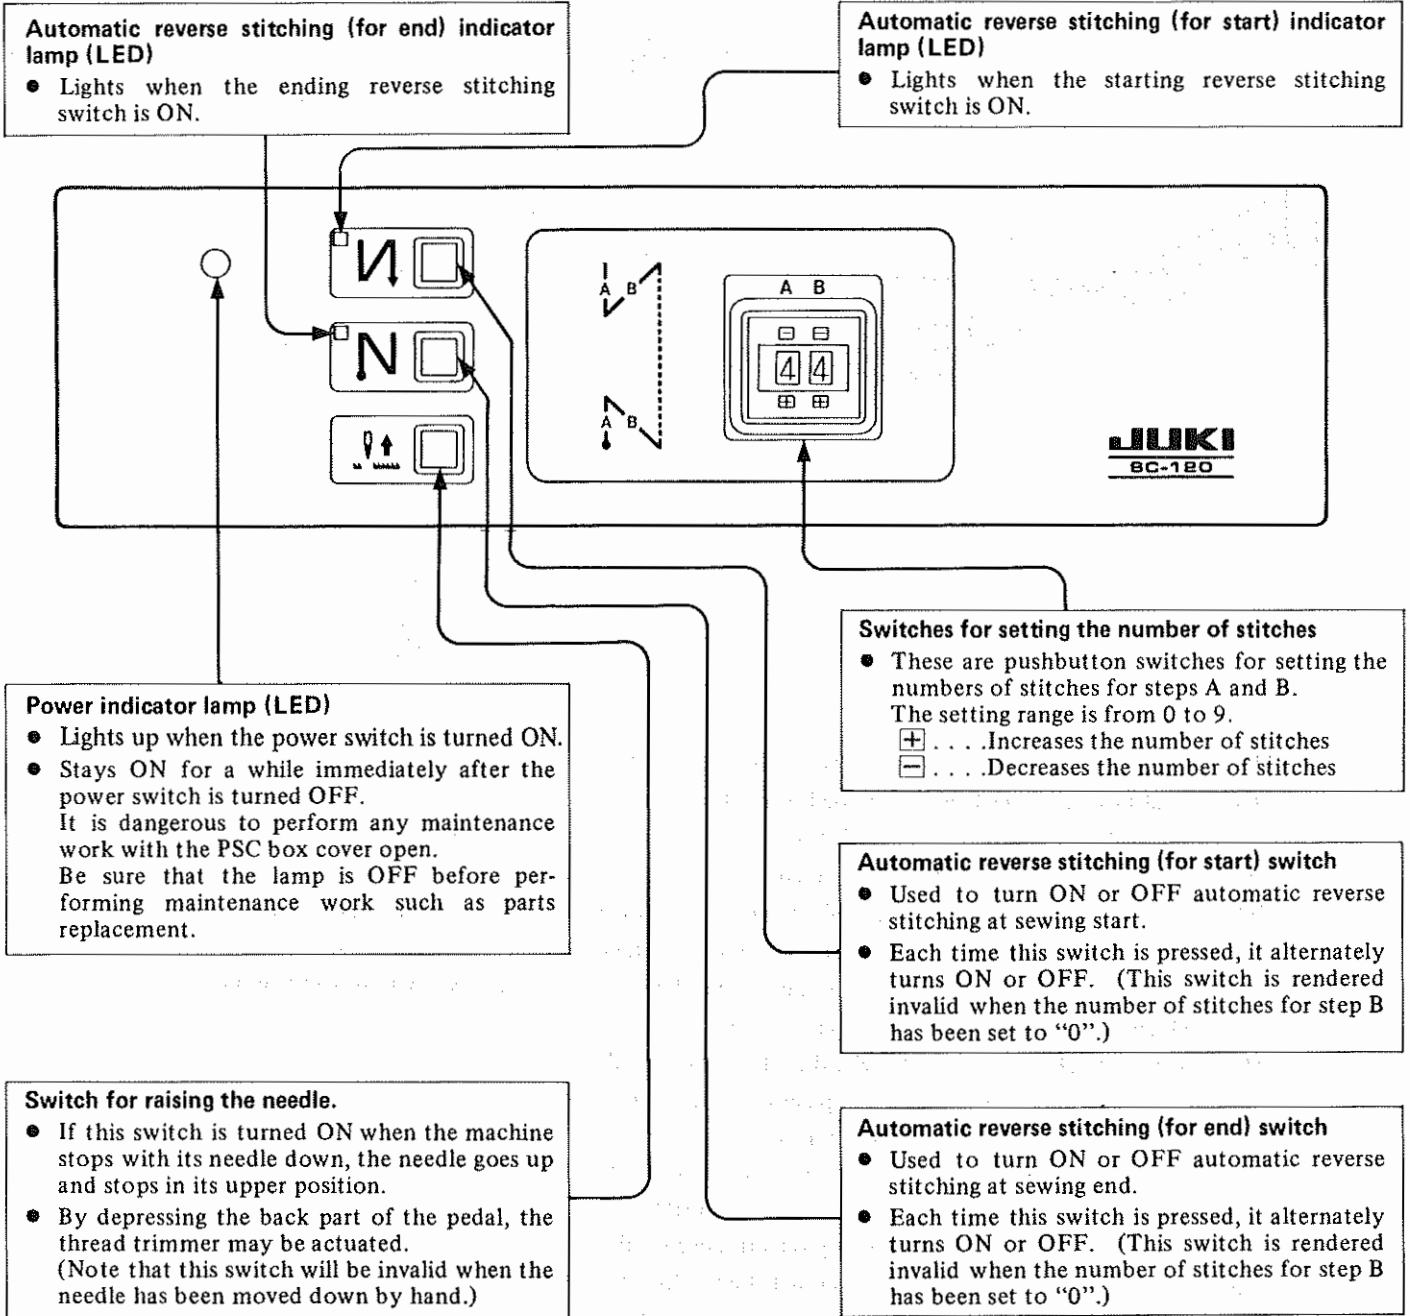 Automatic reverse stitching (for end) indicator
lamp (LED)
● Lights when the ending reverse stitching
switch is ON.
Automatic reverse stitching (for start) indicator
lamp (LED)
● Lights when the starting reverse stitching
switch is ON.
A B
A B
4 4
A B
JUKI
SC-120
Switches for setting the number of stitches
● These are pushbutton switches for setting the
numbers of stitches for steps A and B.
The setting range is from 0 to 9.
+ . . . .Increases the number of stitches
− . . . .Decreases the number of stitches
Power indicator lamp (LED)
● Lights up when the power switch is turned ON.
● Stays ON for a while immediately after the
power switch is turned OFF.
It is dangerous to perform any maintenance
work with the PSC box cover open.
Be sure that the lamp is OFF before per-
forming maintenance work such as parts
replacement.
Automatic reverse stitching (for start) switch
● Used to turn ON or OFF automatic reverse
stitching at sewing start.
● Each time this switch is pressed, it alternately
turns ON or OFF. (This switch is rendered
invalid when the number of stitches for step B
has been set to “0”.)
Switch for raising the needle.
● If this switch is turned ON when the machine
stops with its needle down, the needle goes up
and stops in its upper position.
● By depressing the back part of the pedal, the
thread trimmer may be actuated.
(Note that this switch will be invalid when the
needle has been moved down by hand.)
Automatic reverse stitching (for end) switch
● Used to turn ON or OFF automatic reverse
stitching at sewing end.
● Each time this switch is pressed, it alternately
turns ON or OFF. (This switch is rendered
invalid when the number of stitches for step B
has been set to “0”.)